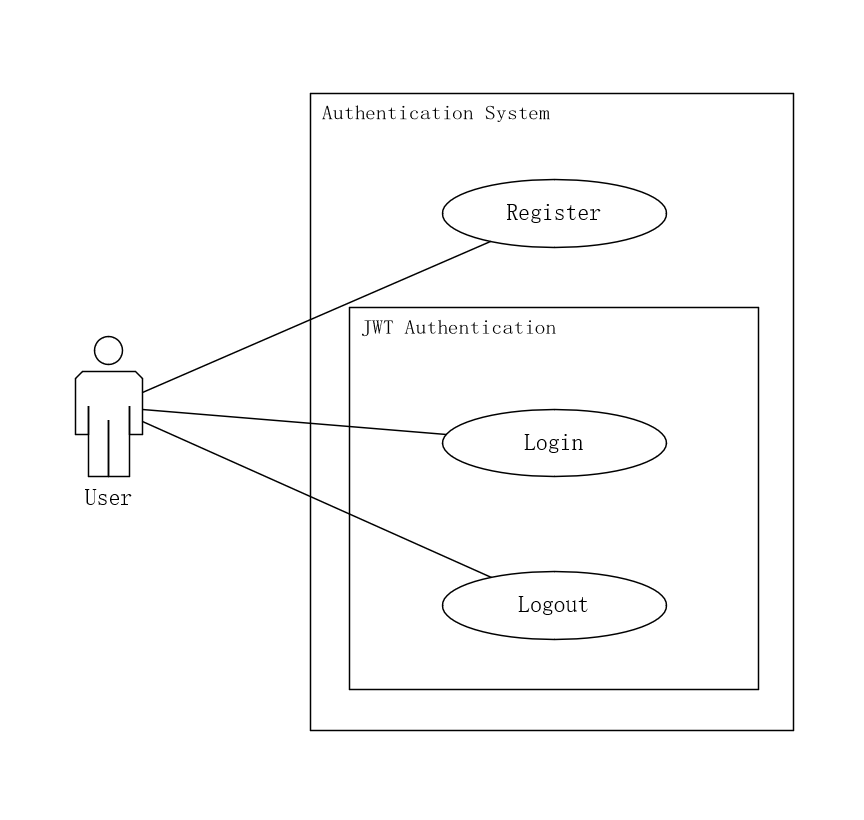 Authentication System
Register
JWT Authentication
Login
User
Logout